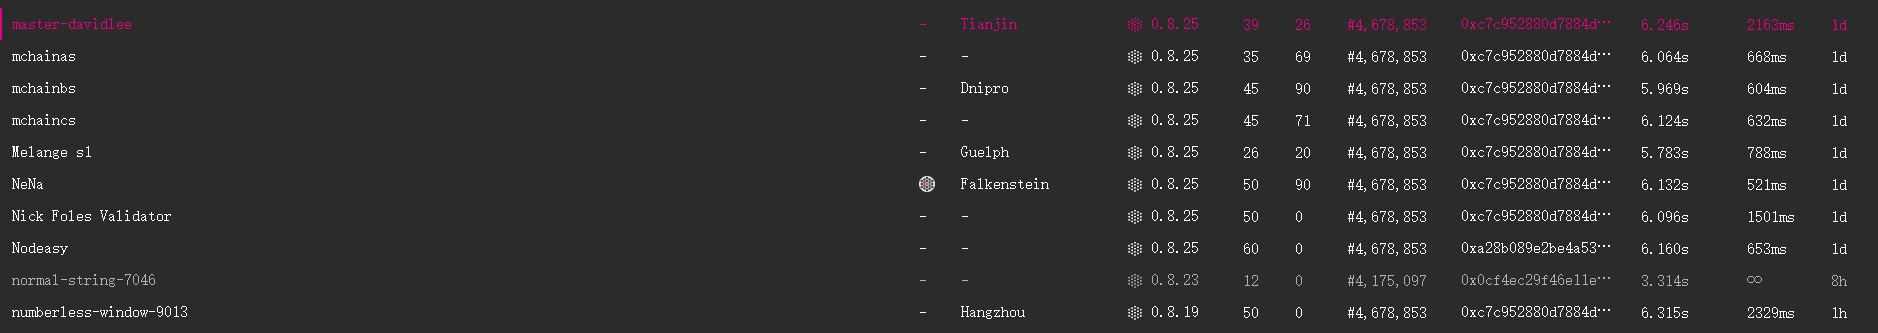 master-davidlee - Tianjin 0.8.25 39 26 #4,678,853 0xc7c952880d7884d… 6.246s 2163ms 1d
mchainas - - 0.8.25 35 69 #4,678,853 0xc7c952880d7884d… 6.064s 668ms 1d
mchainbs - Dnipro 0.8.25 45 90 #4,678,853 0xc7c952880d7884d… 5.969s 604ms 1d
mchaincs - - 0.8.25 45 71 #4,678,853 0xc7c952880d7884d… 6.124s 632ms 1d
Melange s1 - Guelph 0.8.25 26 20 #4,678,853 0xc7c952880d7884d… 5.783s 788ms 1d
NeNa Falkenstein 0.8.25 50 90 #4,678,853 0xc7c952880d7884d… 6.132s 521ms 1d
Nick Foles Validator - - 0.8.25 50 0 #4,678,853 0xc7c952880d7884d… 6.096s 1501ms 1d
Nodeasy - - 0.8.25 60 0 #4,678,853 0xa28b089e2be4a53… 6.160s 653ms 1d
normal-string-7046 - - 0.8.23 12 0 #4,175,097 0x0cf4ec29f46e11e… 3.314s ∞ 8h
numberless-window-9013 - Hangzhou 0.8.19 50 0 #4,678,853 0xc7c952880d7884d… 6.315s 2329ms 1h